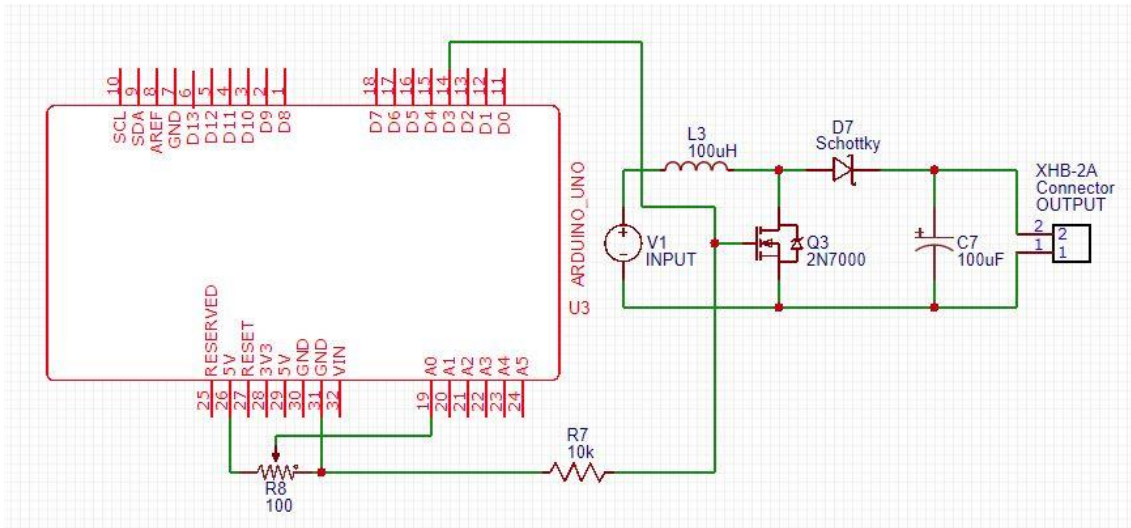 10
9
8
7
6
5
4
3
2
1
18
17
16
15
14
13
12
11
SCL
SDA
AREF
GND
D13
D12
D11
D10
D9
D8
D7
D6
D5
D4
D3
D2
D1
D0
ARDUINO_UNO
U3
L3
100uH
D7
Schottky
XHB-2A
Connector
OUTPUT
V1
INPUT
Q3
2N7000
+
C7
100uF
2 2
1 1
RESERVED
5V
RESET
3V3
5V
GND
GND
VIN
A0
A1
A2
A3
A4
A5
25
26
27
28
29
30
31
32
19
20
21
22
23
24
R8
100
R7
10k